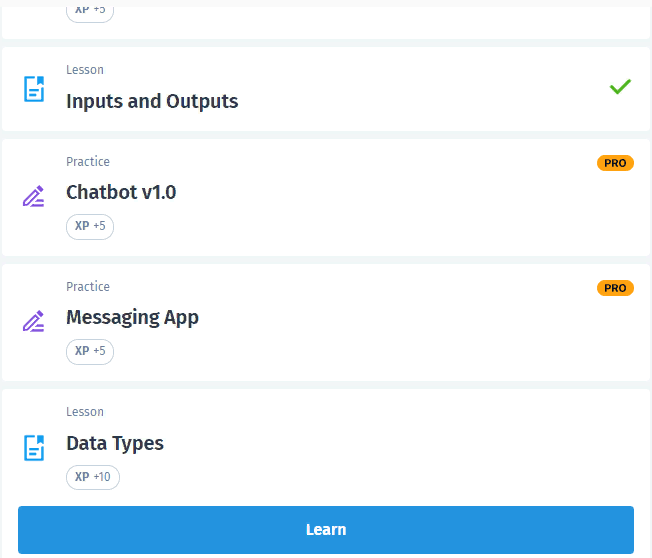 XP +5
Lesson
Inputs and Outputs
Practice
PRO
Chatbot v1.0
XP +5
Practice
PRO
Messaging App
XP +5
Lesson
Data Types
XP +10
Learn